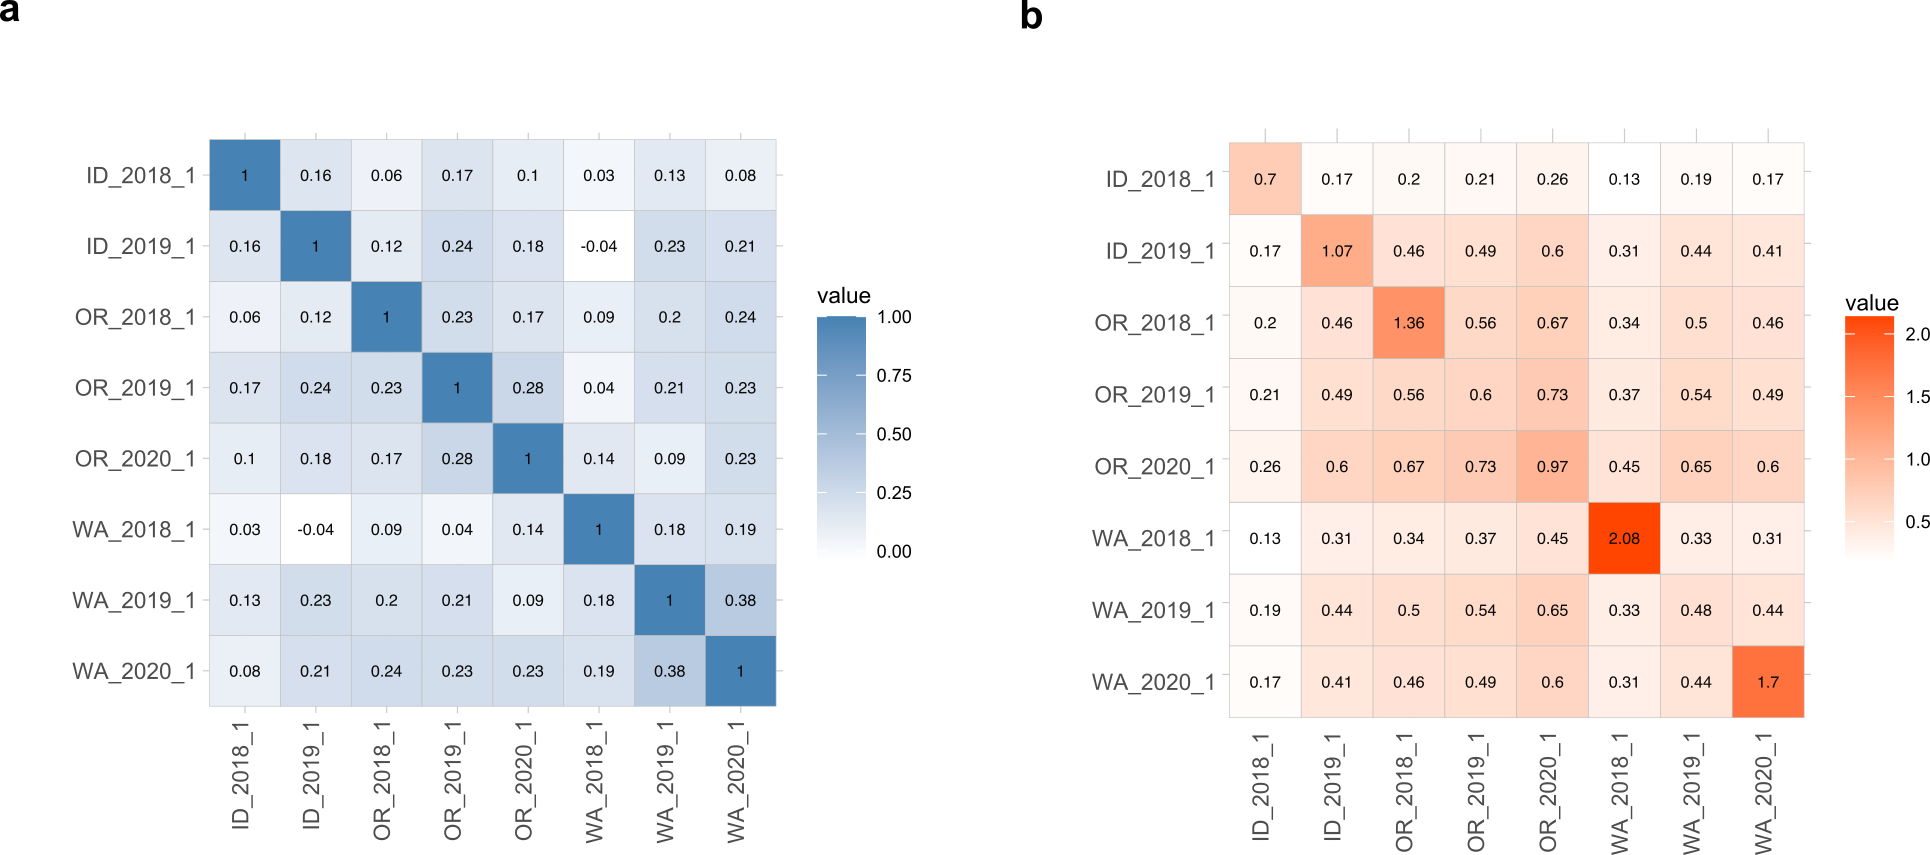 a
ID_2018_1 1 0.16 0.06 0.17 0.1 0.03 0.13 0.08
ID_2019_1 0.16 1 0.12 0.24 0.18 -0.04 0.23 0.21
OR_2018_1 0.06 0.12 1 0.23 0.17 0.09 0.2 0.24
OR_2019_1 0.17 0.24 0.23 1 0.28 0.04 0.21 0.23
OR_2020_1 0.1 0.18 0.17 0.28 1 0.14 0.09 0.23
WA_2018_1 0.03 -0.04 0.09 0.04 0.14 1 0.18 0.19
WA_2019_1 0.13 0.23 0.2 0.21 0.09 0.18 1 0.38
WA_2020_1 0.08 0.21 0.24 0.23 0.23 0.19 0.38 1
ID_2018_1 ID_2019_1 OR_2018_1 OR_2019_1 OR_2020_1 WA_2018_1 WA_2019_1 WA_2020_1
value
1.00
0.75
0.50
0.25
0.00
b
ID_2018_1 0.7 0.17 0.2 0.21 0.26 0.13 0.19 0.17
ID_2019_1 0.17 1.07 0.46 0.49 0.6 0.31 0.44 0.41
OR_2018_1 0.2 0.46 1.36 0.56 0.67 0.34 0.5 0.46
OR_2019_1 0.21 0.49 0.56 0.6 0.73 0.37 0.54 0.49
OR_2020_1 0.26 0.6 0.67 0.73 0.97 0.45 0.65 0.6
WA_2018_1 0.13 0.31 0.34 0.37 0.45 2.08 0.33 0.31
WA_2019_1 0.19 0.44 0.5 0.54 0.65 0.33 0.48 0.44
WA_2020_1 0.17 0.41 0.46 0.49 0.6 0.31 0.44 1.7
ID_2018_1 ID_2019_1 OR_2018_1 OR_2019_1 OR_2020_1 WA_2018_1 WA_2019_1 WA_2020_1
value
2.0
1.5
1.0
0.5